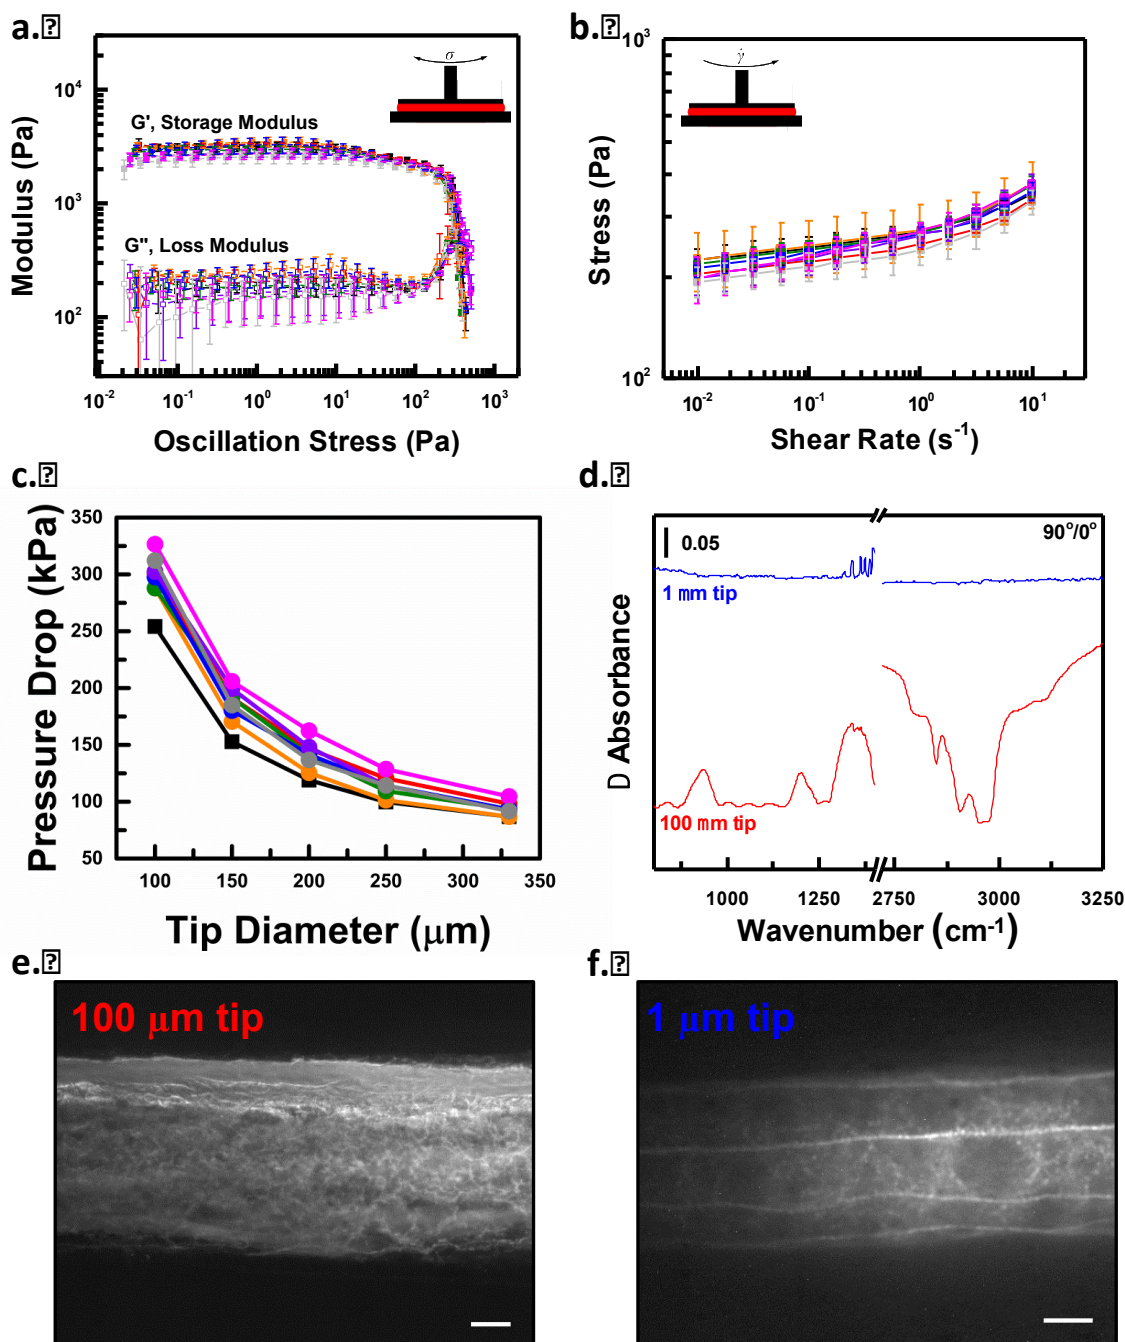 a.⍰
b.⍰
σ
γ̇
G', Storage Modulus
G", Loss Modulus
Modulus (Pa)
10⁴
10³
10²
10⁻² 10⁻¹ 10⁰ 10¹ 10² 10³
Oscillation Stress (Pa)
Stress (Pa)
10³
10²
10⁻² 10⁻¹ 10⁰ 10¹
Shear Rate (s⁻¹)
c.⍰
d.⍰
Pressure Drop (kPa)
350
300
250
200
150
100
50
100 150 200 250 300 350
Tip Diameter (μm)
D Absorbance
0.05
90°/0°
1 mm tip
100 mm tip
1000 1250 2750 3000 3250
Wavenumber (cm⁻¹)
e.⍰
f.⍰
100 μm tip
1 μm tip